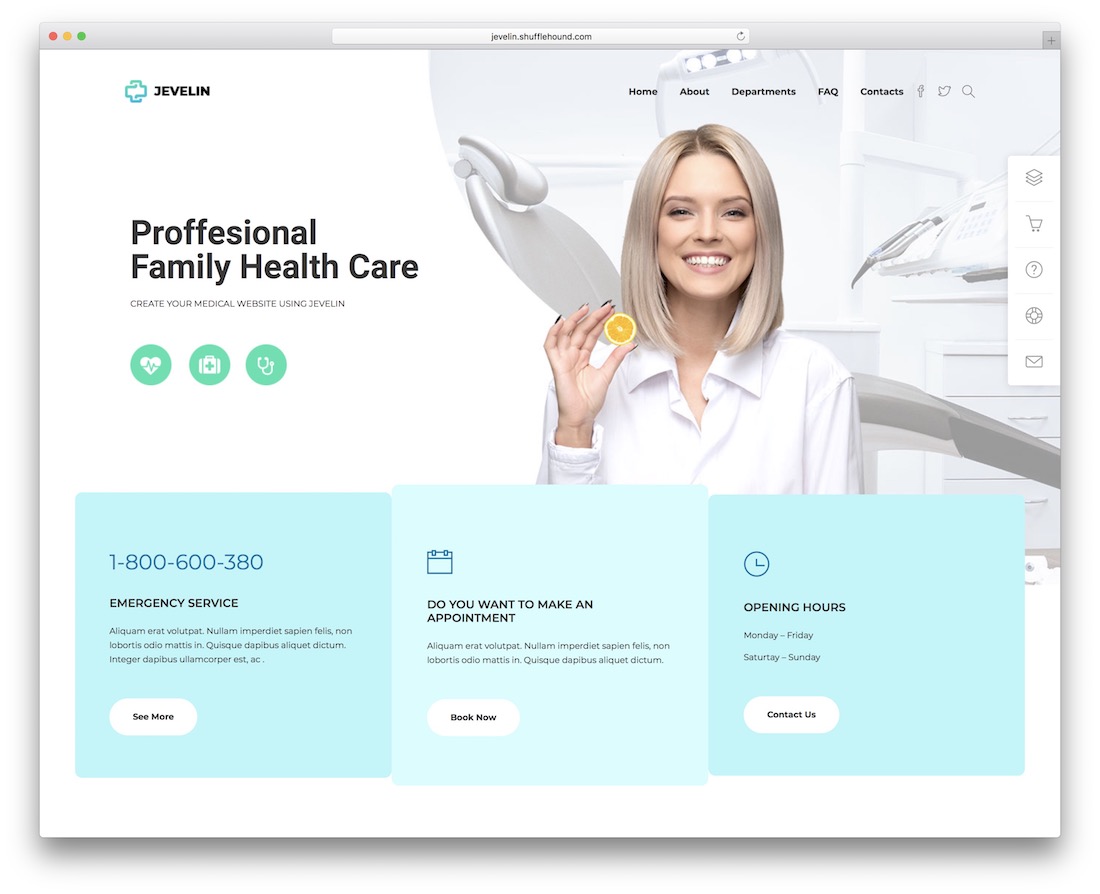 jevelin.shufflehound.com
JEVELIN
Home About Departments FAQ Contacts
Proffesional
Family Health Care
CREATE YOUR MEDICAL WEBSITE USING JEVELIN
1-800-600-380
EMERGENCY SERVICE
Aliquam erat volutpat. Nullam imperdiet sapien felis, non
lobortis odio mattis in. Quisque dapibus aliquet dictum.
Integer dapibus ullamcorper est, ac .
See More
DO YOU WANT TO MAKE AN
APPOINTMENT
Aliquam erat volutpat. Nullam imperdiet sapien felis, non
lobortis odio mattis in. Quisque dapibus aliquet dictum.
Book Now
OPENING HOURS
Monday – Friday
Saturtay – Sunday
Contact Us